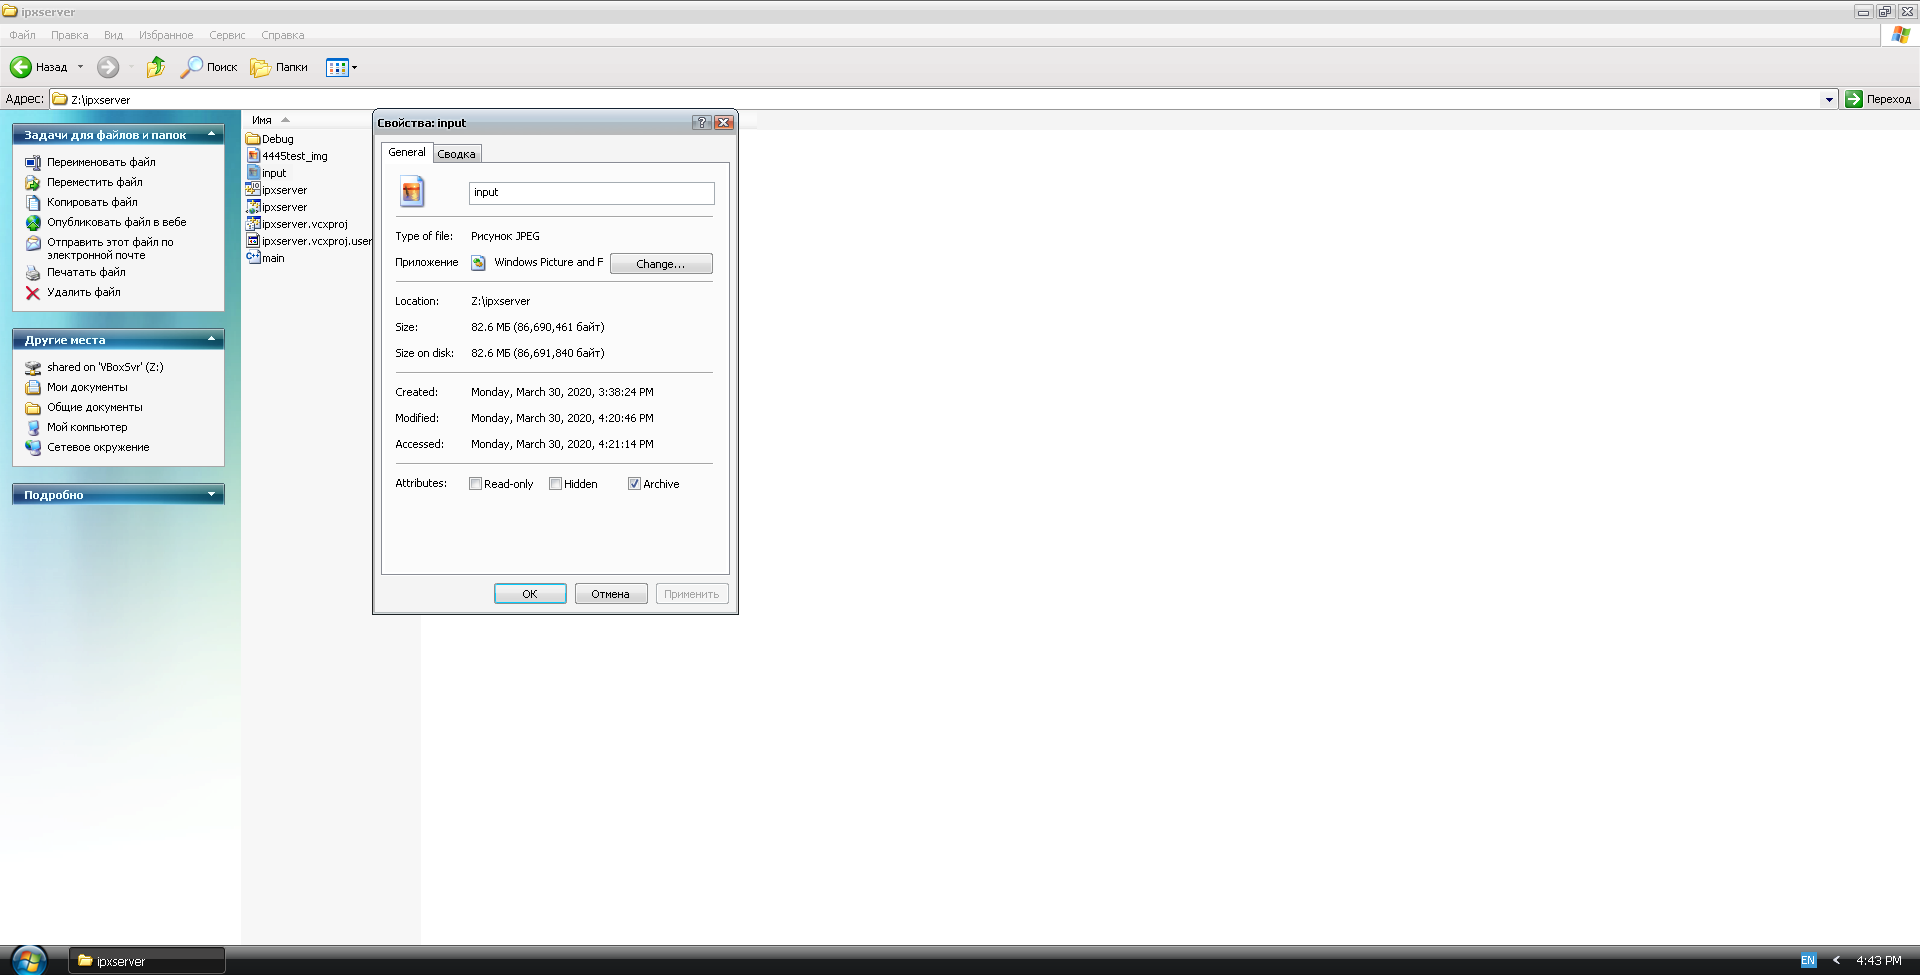 ipxserver
Файл Правка Вид Избранное Сервис Справка
Назад Поиск Папки
Адрес: Z:\ipxserver Переход
Задачи для файлов и папок
Переименовать файл
Переместить файл
Копировать файл
Опубликовать файл в вебе
Отправить этот файл по
электронной почте
Печатать файл
Удалить файл
Другие места
shared on 'VBoxSvr' (Z:)
Мои документы
Общие документы
Мой компьютер
Сетевое окружение
Подробно
Имя
Debug
4445test_img
input
ipxserver
ipxserver
ipxserver.vcxproj
ipxserver.vcxproj.user
main
Свойства: input
General Сводка
input
Type of file: Рисунок JPEG
Приложение Windows Picture and F Change...
Location: Z:\ipxserver
Size: 82.6 МБ (86,690,461 байт)
Size on disk: 82.6 МБ (86,691,840 байт)
Created: Monday, March 30, 2020, 3:38:24 PM
Modified: Monday, March 30, 2020, 4:20:46 PM
Accessed: Monday, March 30, 2020, 4:21:14 PM
Attributes: Read-only Hidden Archive
OK Отмена Применить
ipxserver EN 4:43 PM